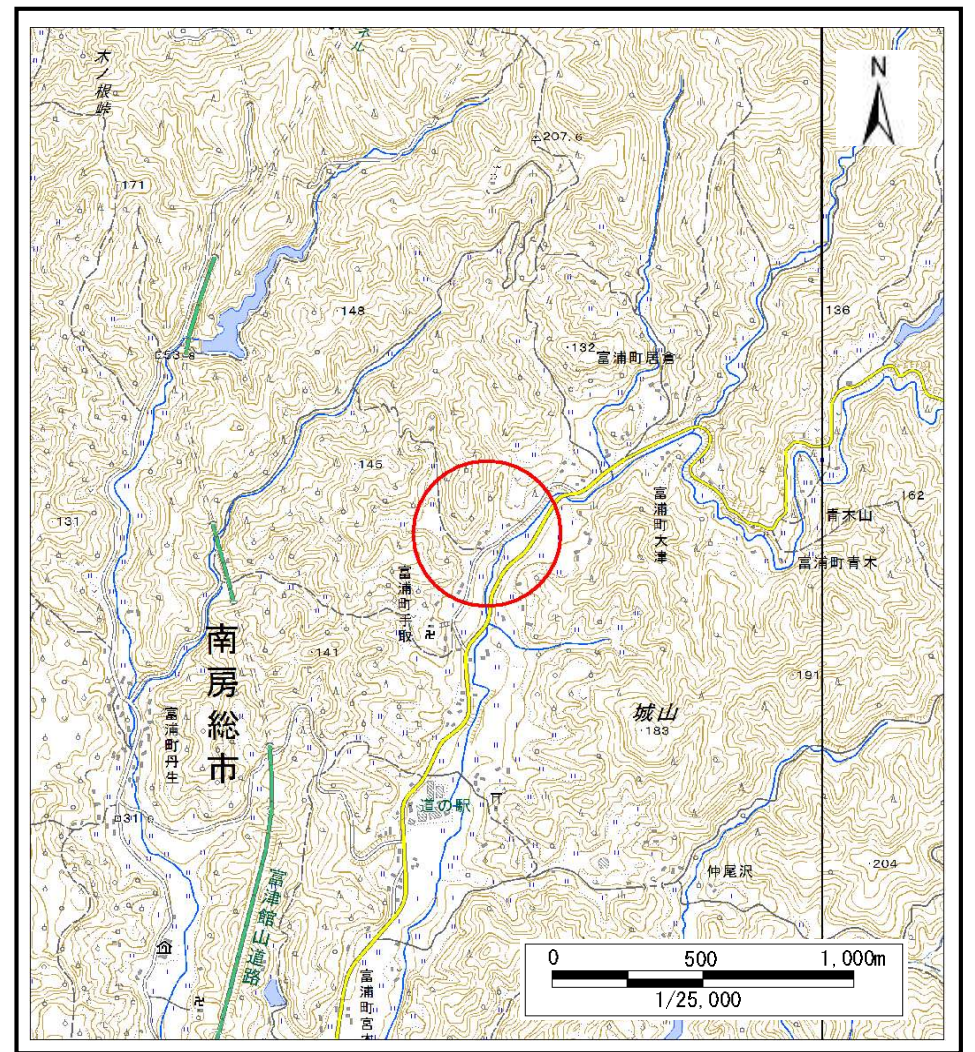 木ノ根峠
ネル
N
207.6
171
148
136
132
富浦町居倉
53.8
145
富浦町大津
162
青木山
131
富浦町青木
富浦町手取
141
南房総市
191
城山
183
富浦町丹生
道の駅
31
204
仲尾沢
富津館山道路
0 500 1,000m
1/25,000
富浦町宮本